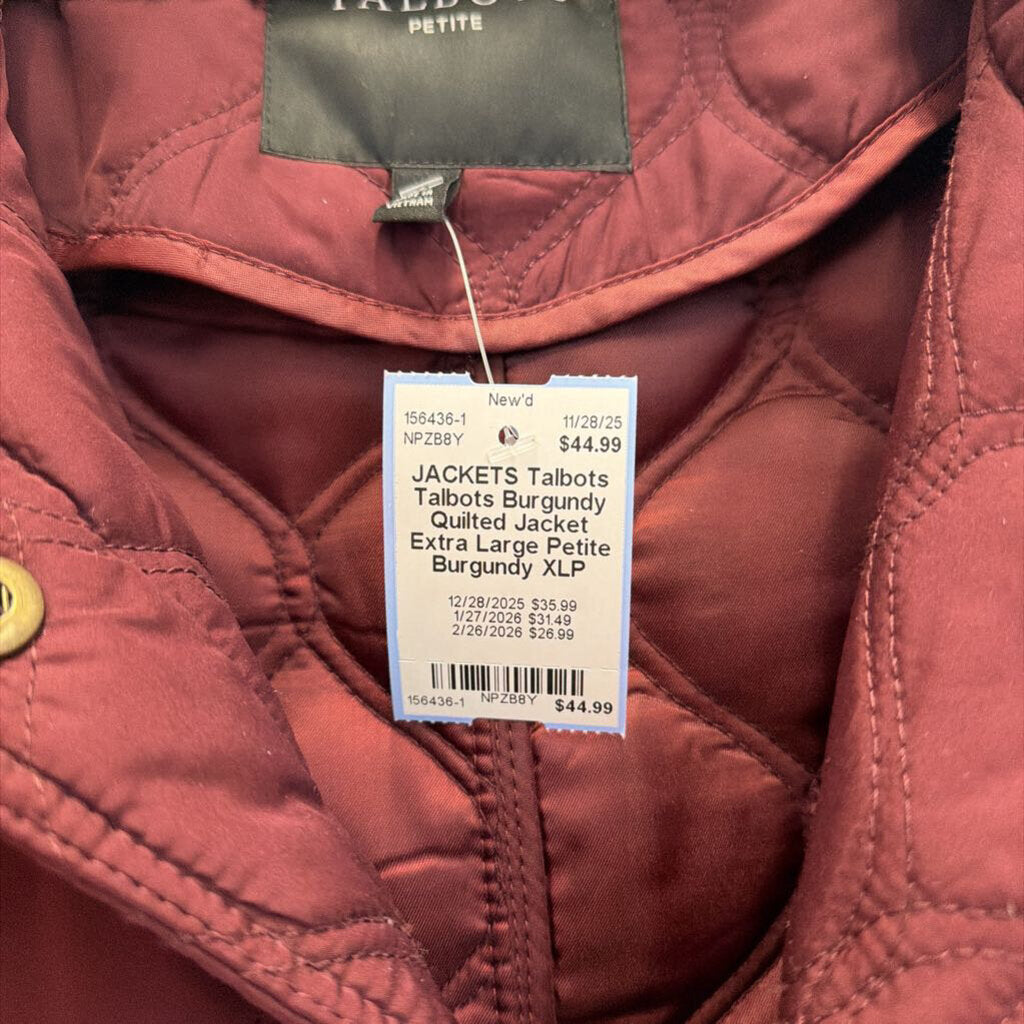 PETITE
VIETNAM
New'd
156436-1 11/28/25
NPZB8Y $44.99
JACKETS Talbots
Talbots Burgundy
Quilted Jacket
Extra Large Petite
Burgundy XLP
12/28/2025 $35.99
1/27/2026 $31.49
2/26/2026 $26.99
156436-1 NPZB8Y $44.99